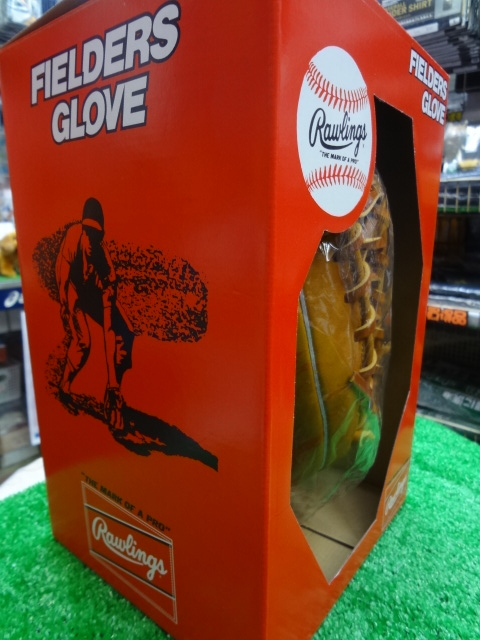 FIELDERS
GLOVE
FIELDERS
GLOVE
Rawlings
"THE MARK OF A PRO"
"THE MARK OF A PRO"
Rawlings